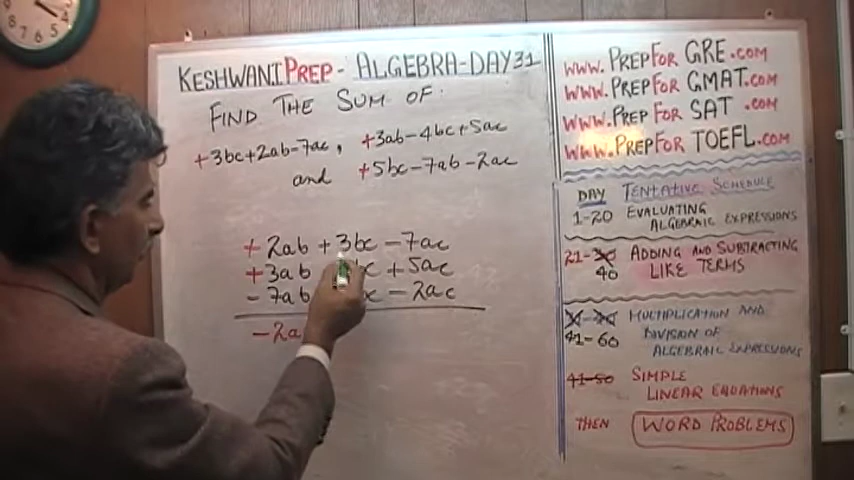 KESHWANIPREP - ALGEBRA-DAY31
FIND THE SUM OF:
+3bc+2ab-7ac, +3ab-4bc+5ac
and +5bc-7ab-2ac
+2ab +3bc -7ac
+3ab c +5ac
-7ab c -2ac
-2a
WWW.PREPFOR GRE.COM
WWW.PREPFOR GMAT.COM
WWW.PREPFOR SAT.COM
WWW.PREPFOR TOEFL.COM
DAY TENTATIVE SCHEDULE
1-20 EVALUATING
ALGEBRAIC EXPRESSIONS
21-30 ADDING AND SUBTRACTING
40 LIKE TERMS
MULTIPLICATION AND
41-60 DIVISION OF
ALGEBRAIC EXPRESSIONS
41-50 SIMPLE
LINEAR EQUATIONS
THEN WORD PROBLEMS